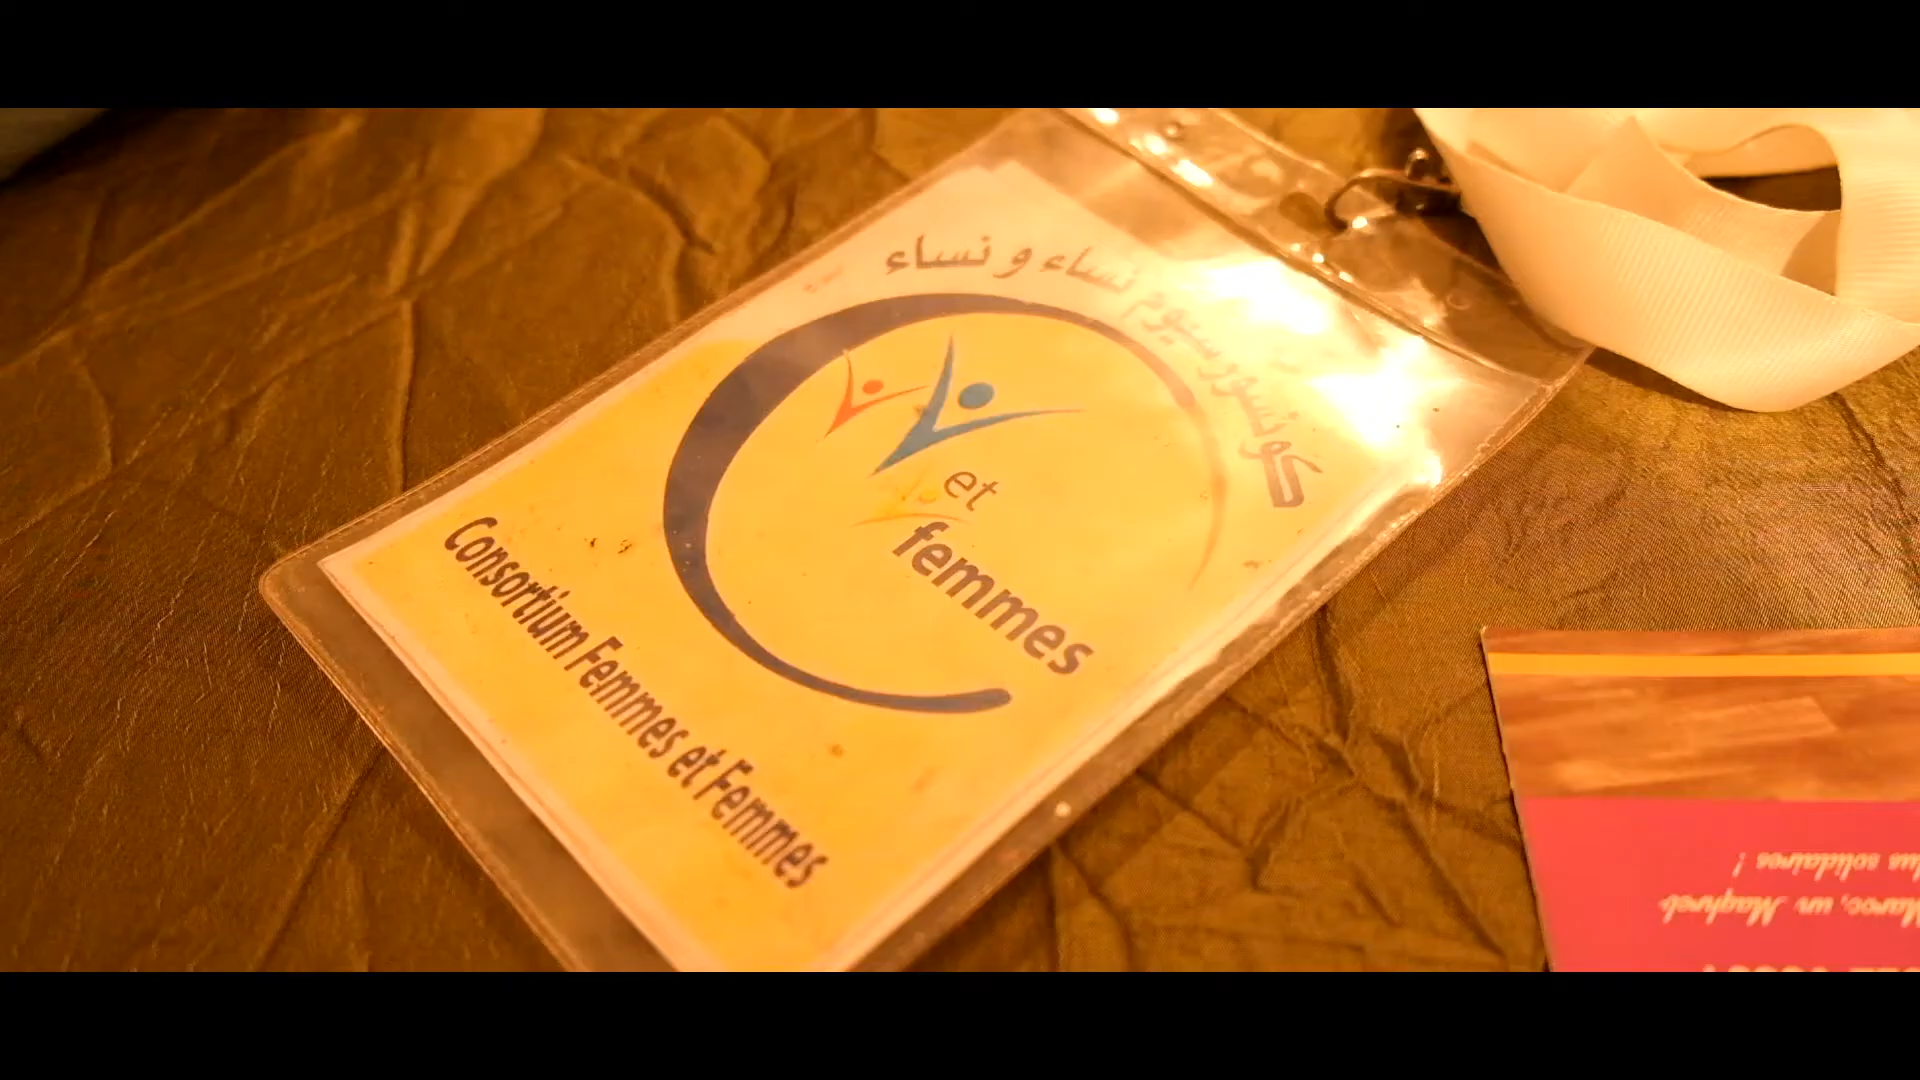 كونسورسيوم نساء و نساء
et
femmes
Consortium Femmes et Femmes
Maroc, un Maghreb
plus solidaires !